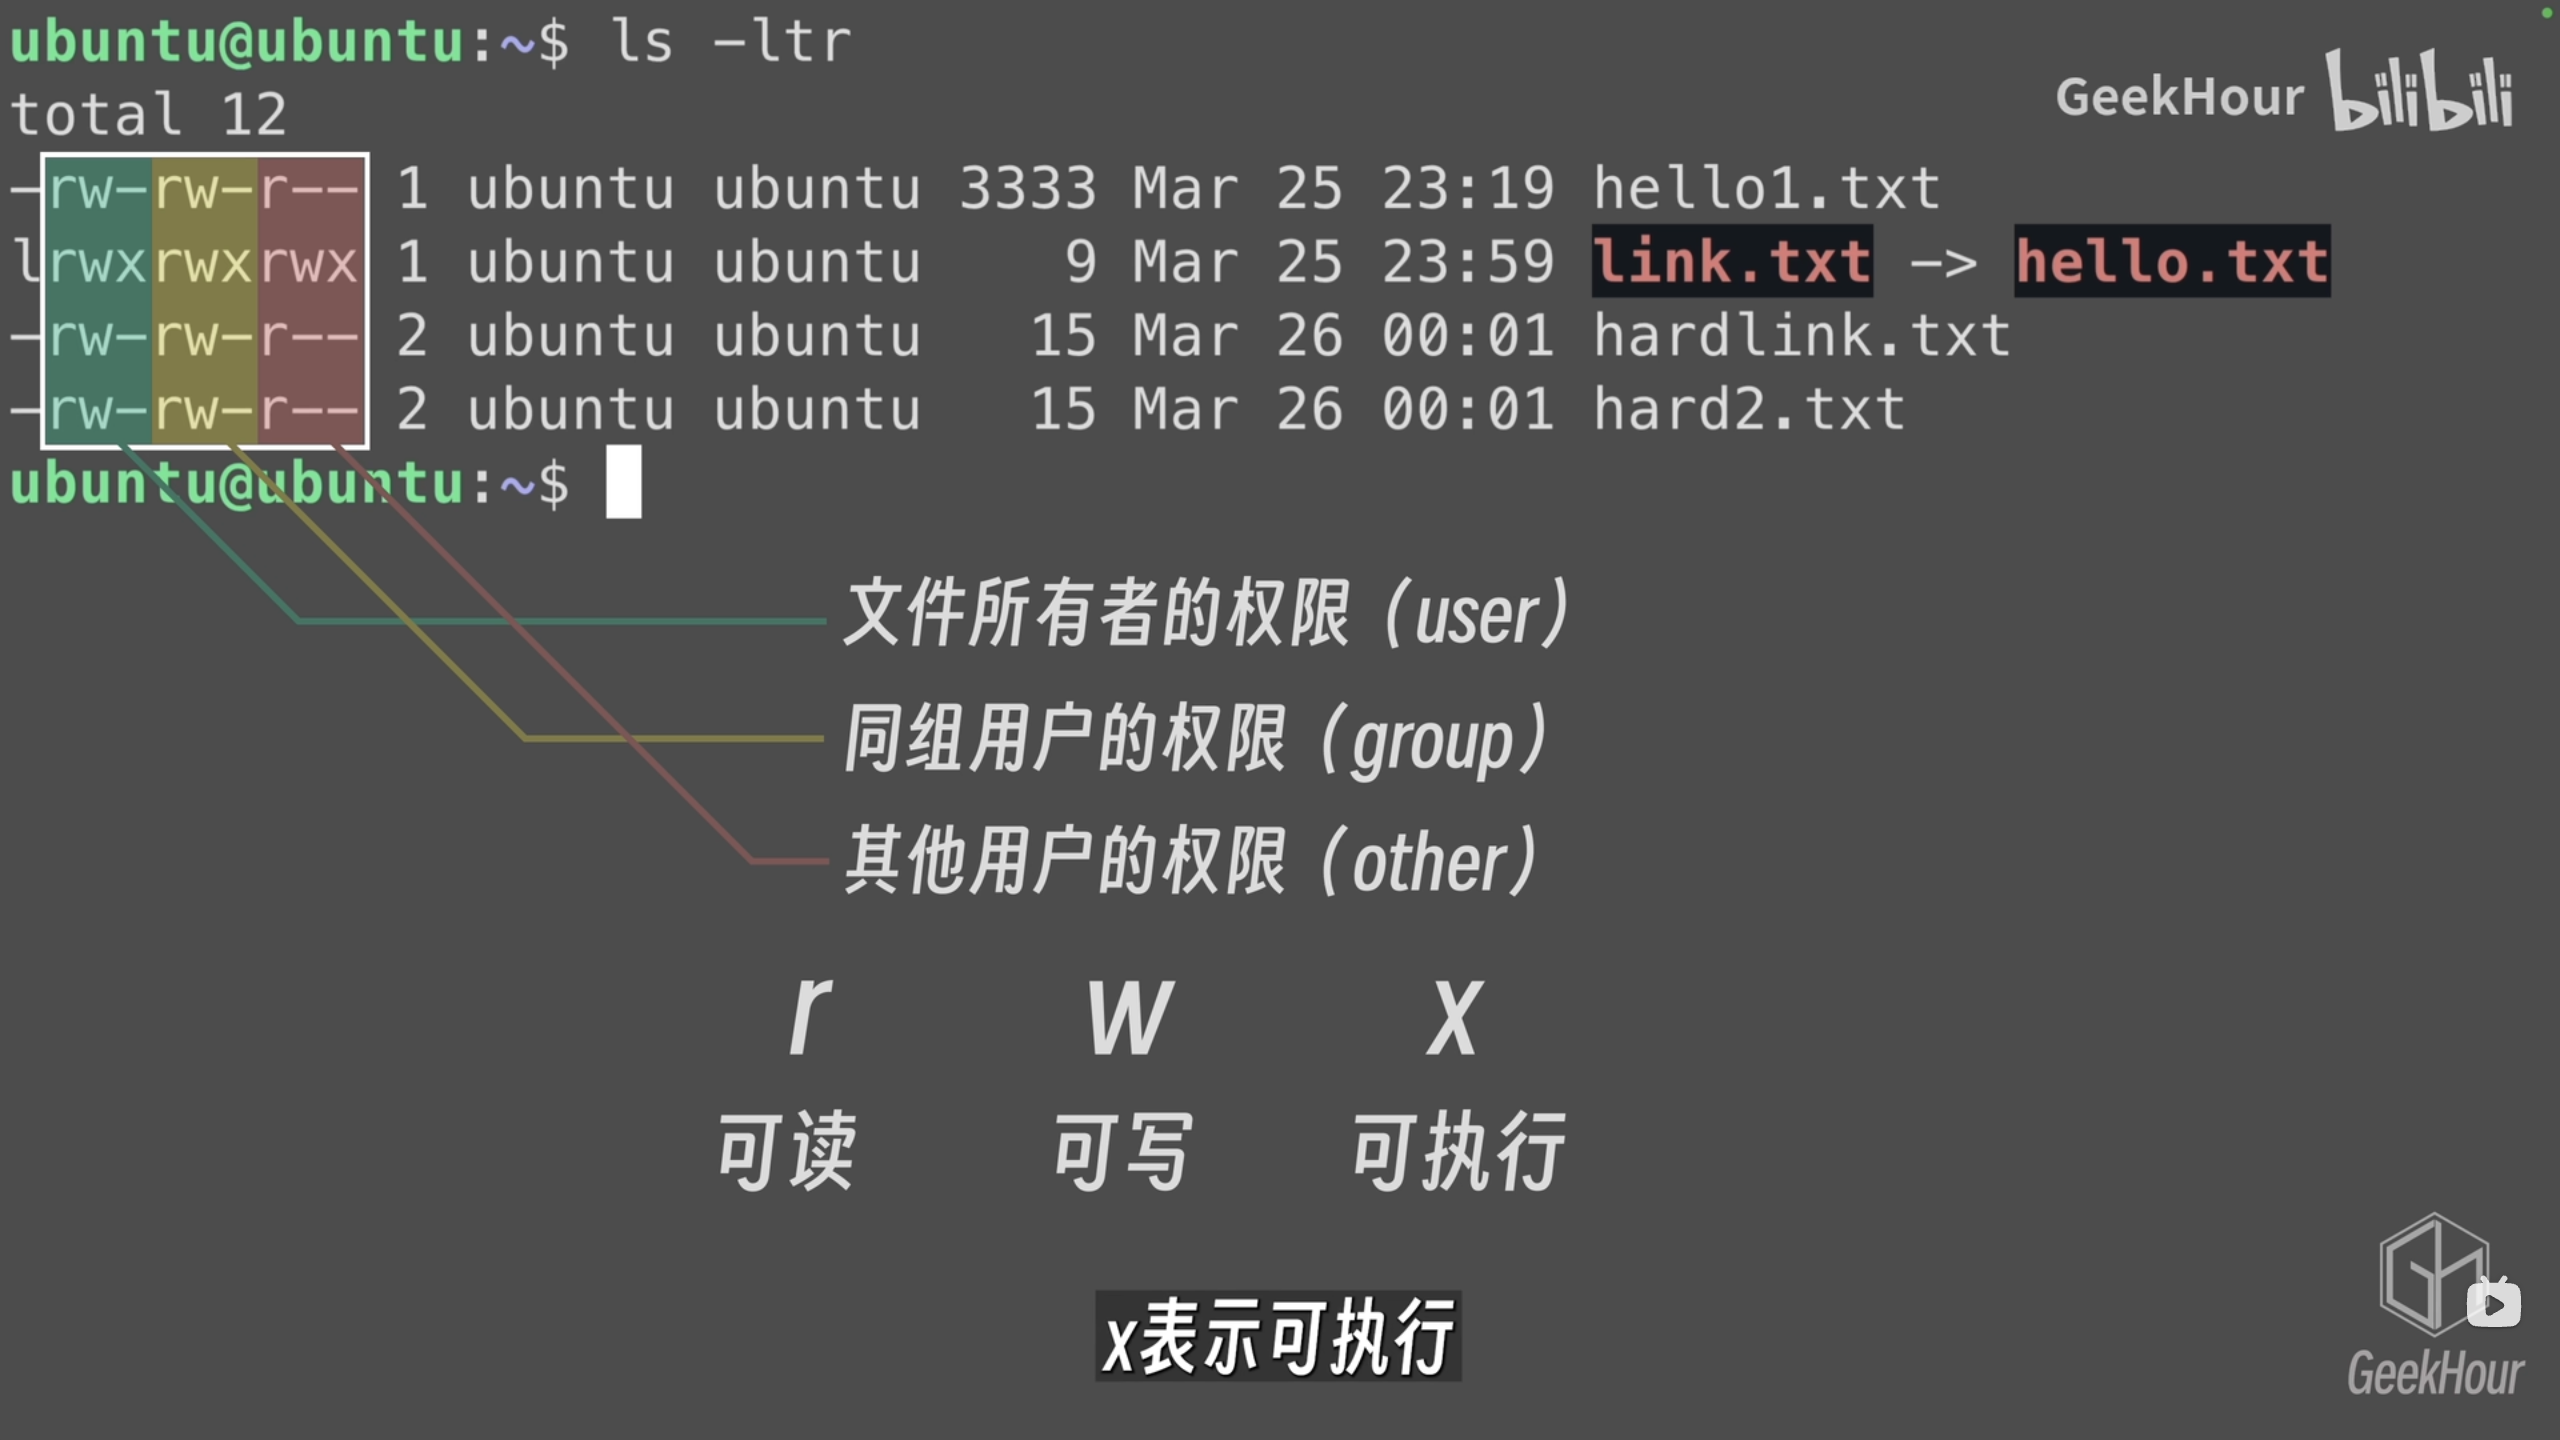 ubuntu@ubuntu:~$ ls -ltr
GeekHour bilibili
total 12
-rw-rw-r-- 1 ubuntu ubuntu 3333 Mar 25 23:19 hello1.txt
lrwxrwxrwx 1 ubuntu ubuntu 9 Mar 25 23:59 link.txt -> hello.txt
-rw-rw-r-- 2 ubuntu ubuntu 15 Mar 26 00:01 hardlink.txt
-rw-rw-r-- 2 ubuntu ubuntu 15 Mar 26 00:01 hard2.txt
ubuntu@ubuntu:~$
文件所有者的权限（user）
同组用户的权限（group）
其他用户的权限（other）
r w x
可读 可写 可执行
x表示可执行
GeekHour